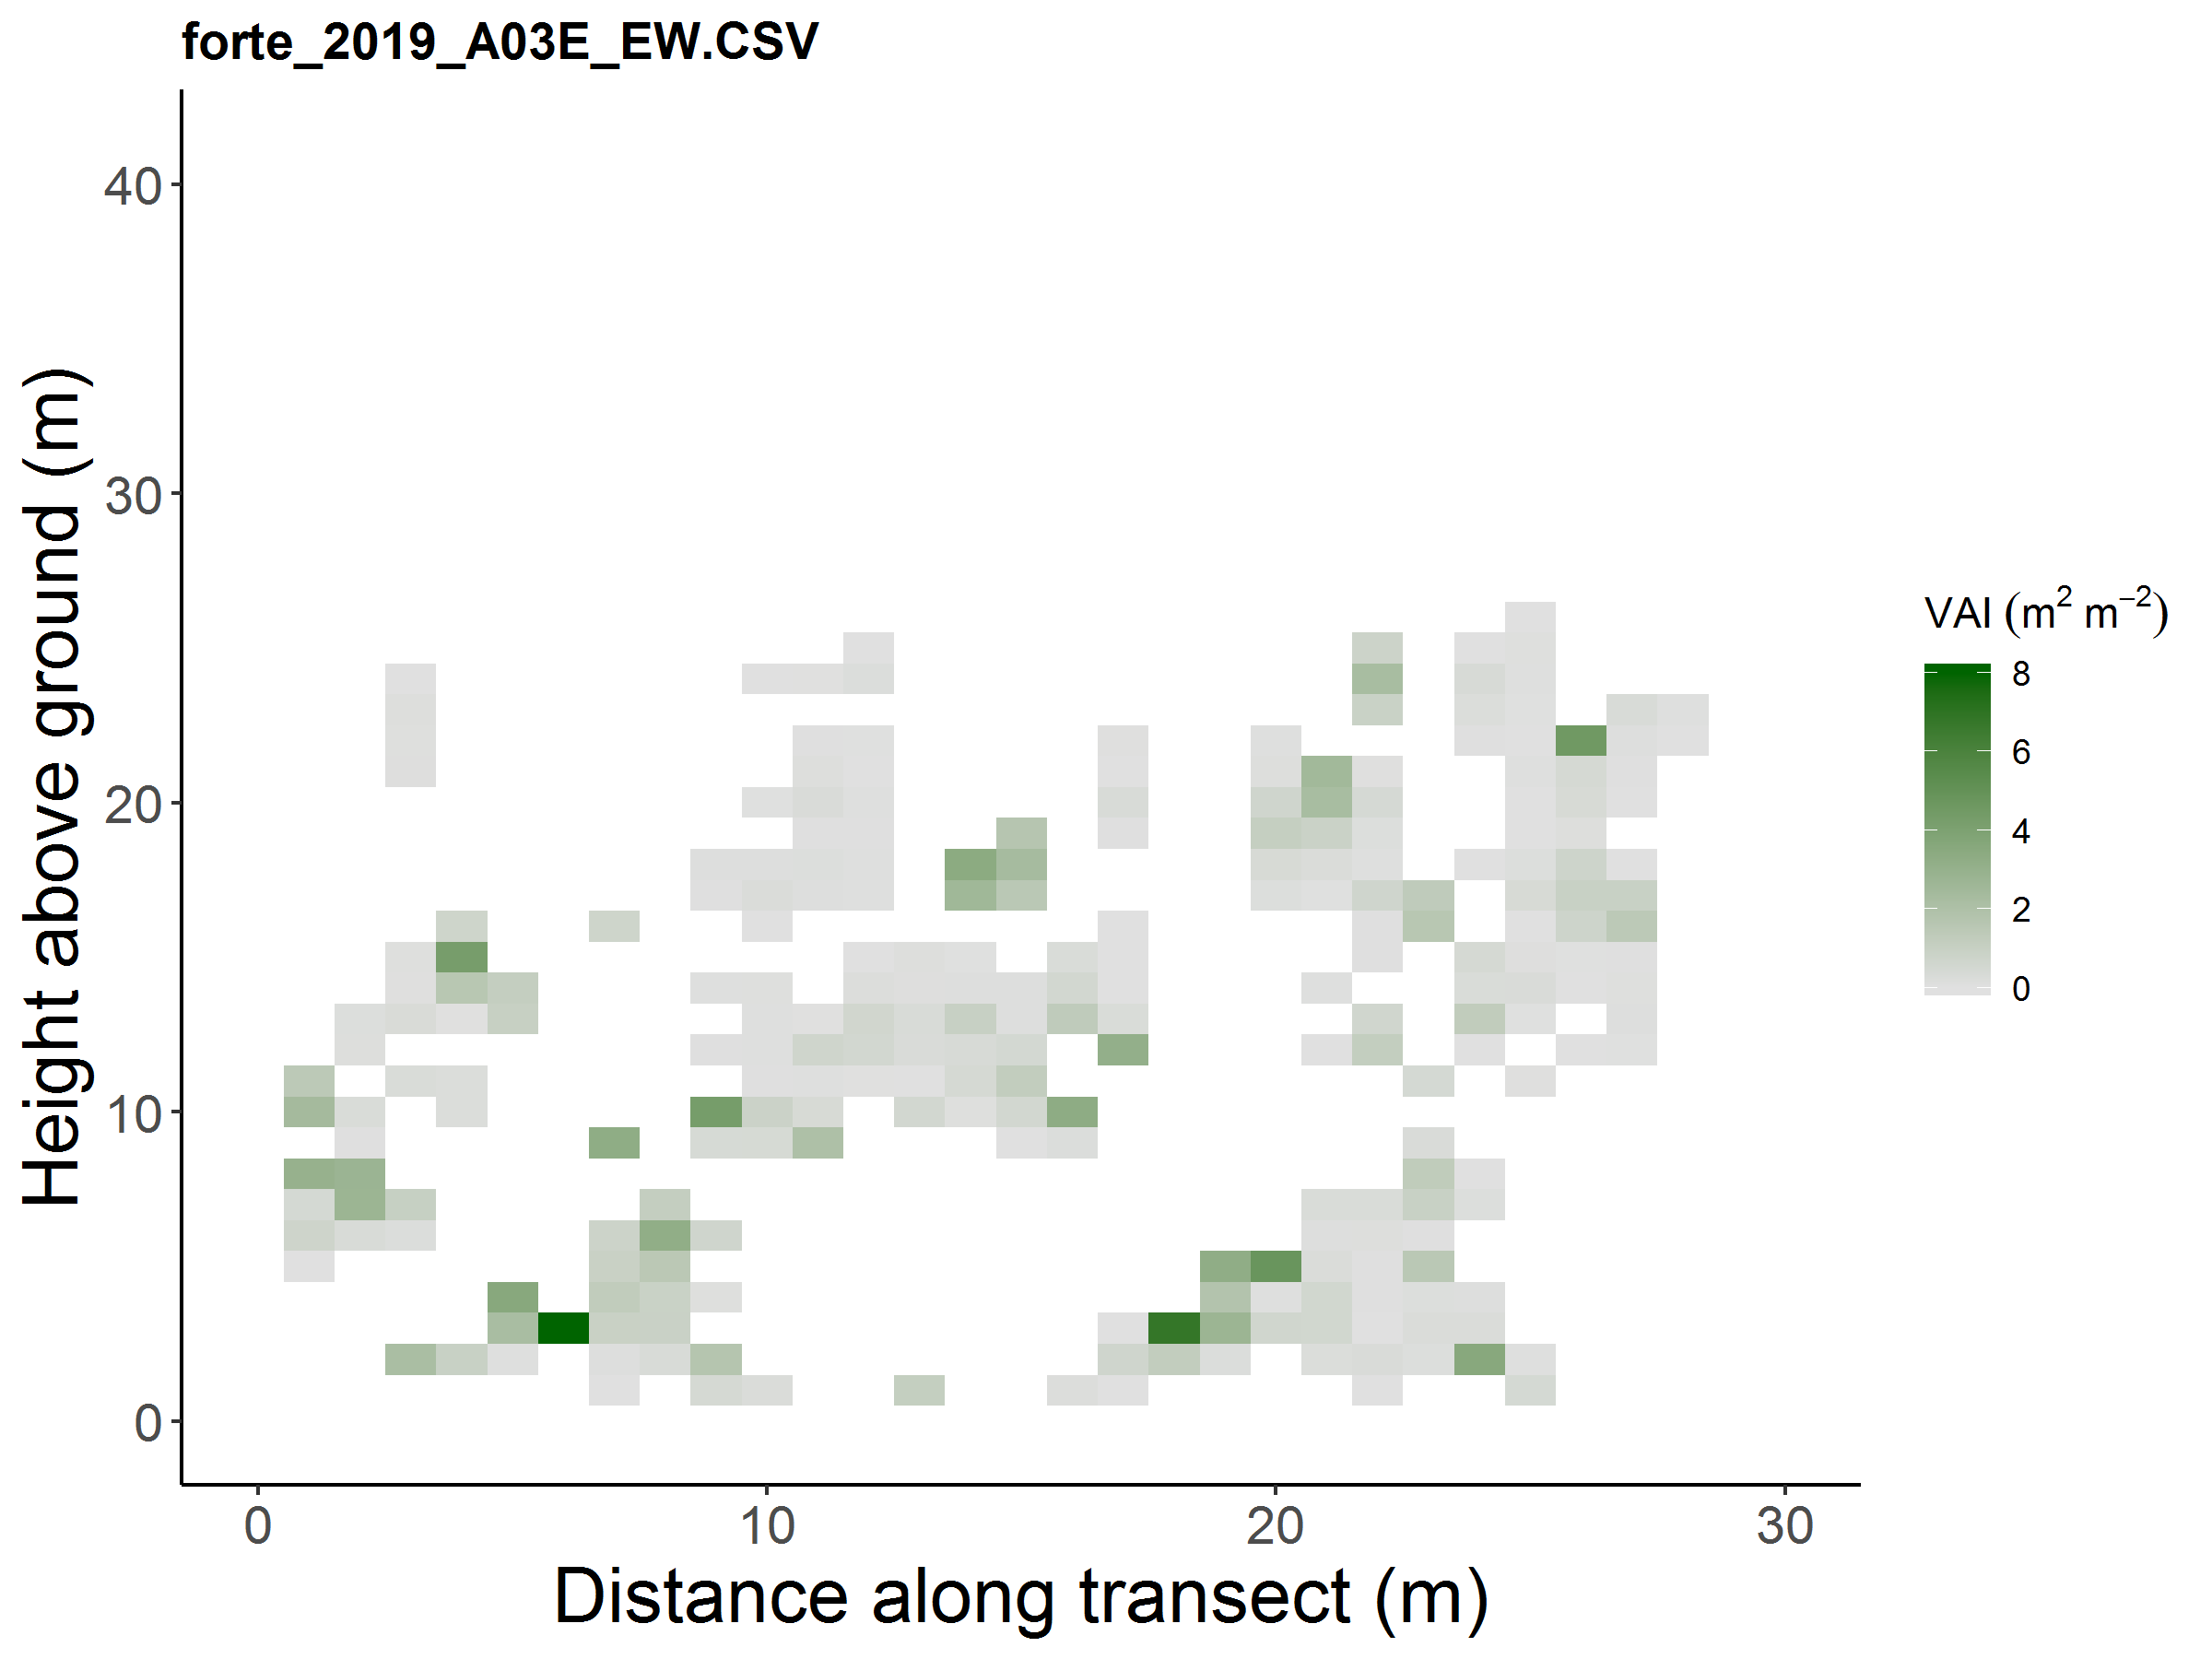 forte_2019_A03E_EW.CSV
40
30
20
10
0
Height above ground (m)
0 10 20 30
Distance along transect (m)
VAI (m² m⁻²)
8
6
4
2
0